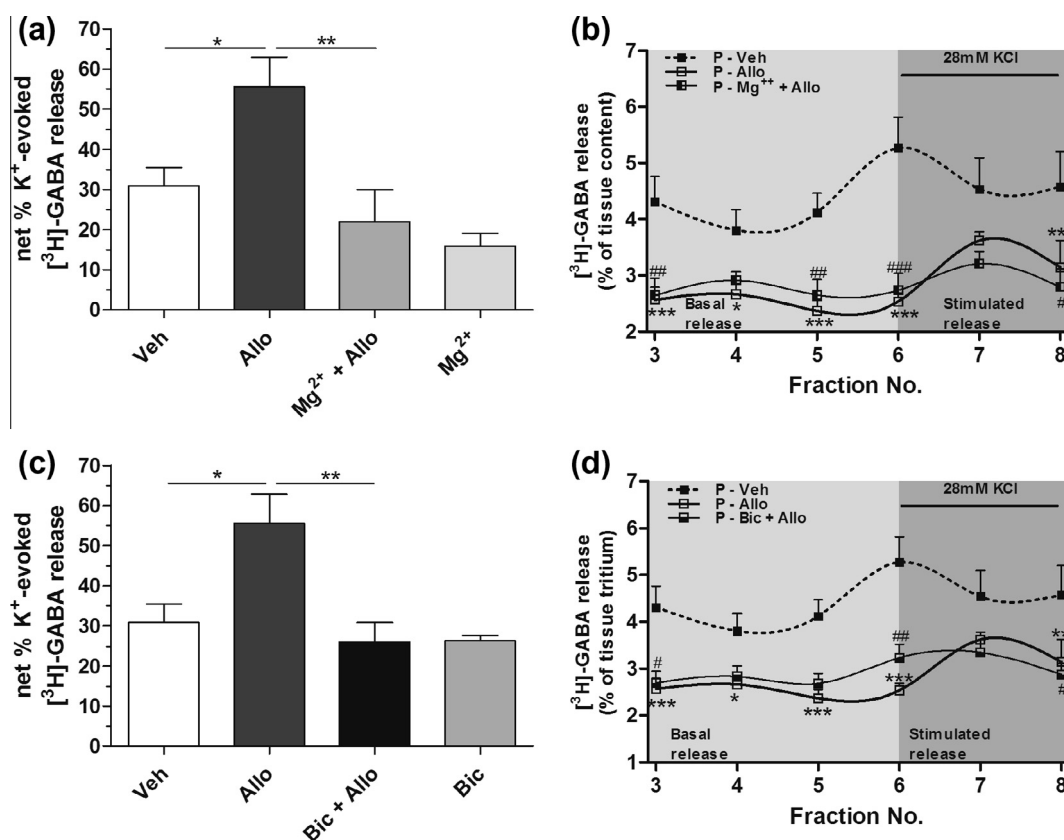 (a)
net % K⁺-evoked
[³H]-GABA release
70
60
50
40
30
20
10
0
*
**
Veh
Allo
Mg²⁺ + Allo
Mg²⁺
(b)
[³H]-GABA release
(% of tissue content)
7
6
5
4
3
2
P - Veh
P - Allo
P - Mg⁺⁺ + Allo
28mM KCl
##
***
*
##
***
###
***
**
#
Basal
release
Stimulated
release
3 4 5 6 7 8
Fraction No.
(c)
net % K⁺-evoked
[³H]-GABA release
70
60
50
40
30
20
10
0
*
**
Veh
Allo
Bic + Allo
Bic
(d)
[³H]-GABA release
(% of tissue tritium)
7
6
5
4
3
2
1
P - Veh
P - Allo
P - Bic + Allo
28mM KCl
#
***
*
***
##
***
**
#
Basal
release
Stimulated
release
3 4 5 6 7 8
Fraction No.